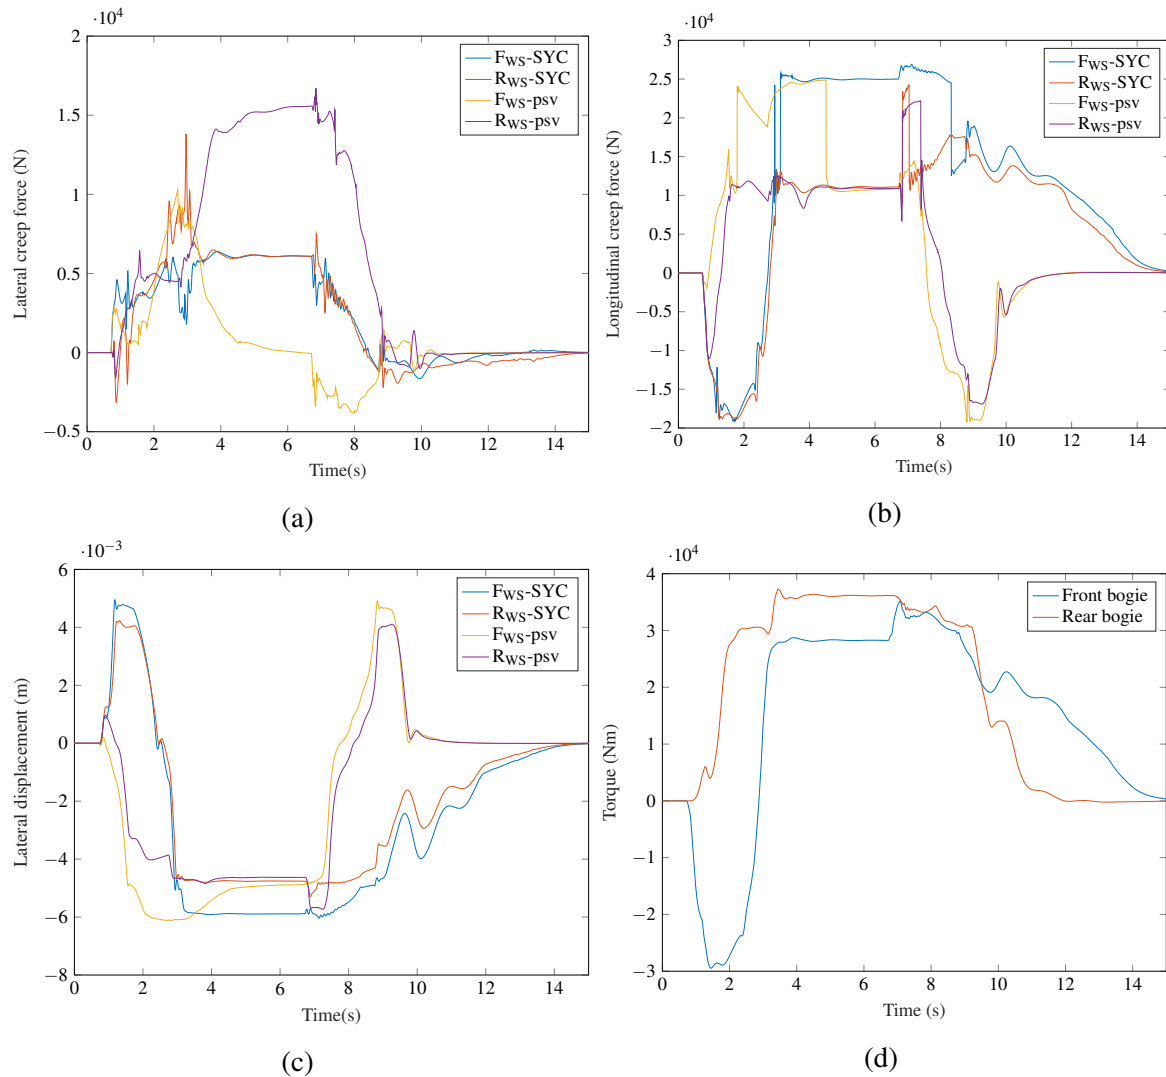 ·10⁴
2
1.5
1
0.5
0
−0.5
Lateral creep force (N)
0 2 4 6 8 10 12 14
Time(s)
F_WS-SYC
R_WS-SYC
F_WS-psv
R_WS-psv
(a)
·10⁴
3
2.5
2
1.5
1
0.5
0
−0.5
−1
−1.5
−2
Longitudinal creep force (N)
0 2 4 6 8 10 12 14
Time(s)
F_WS-SYC
R_WS-SYC
F_WS-psv
R_WS-psv
(b)
·10⁻³
6
4
2
0
−2
−4
−6
−8
Lateral displacement (m)
0 2 4 6 8 10 12 14
Time(s)
F_WS-SYC
R_WS-SYC
F_WS-psv
R_WS-psv
(c)
·10⁴
4
3
2
1
0
−1
−2
−3
Torque (Nm)
0 2 4 6 8 10 12 14
Time (s)
Front bogie
Rear bogie
(d)